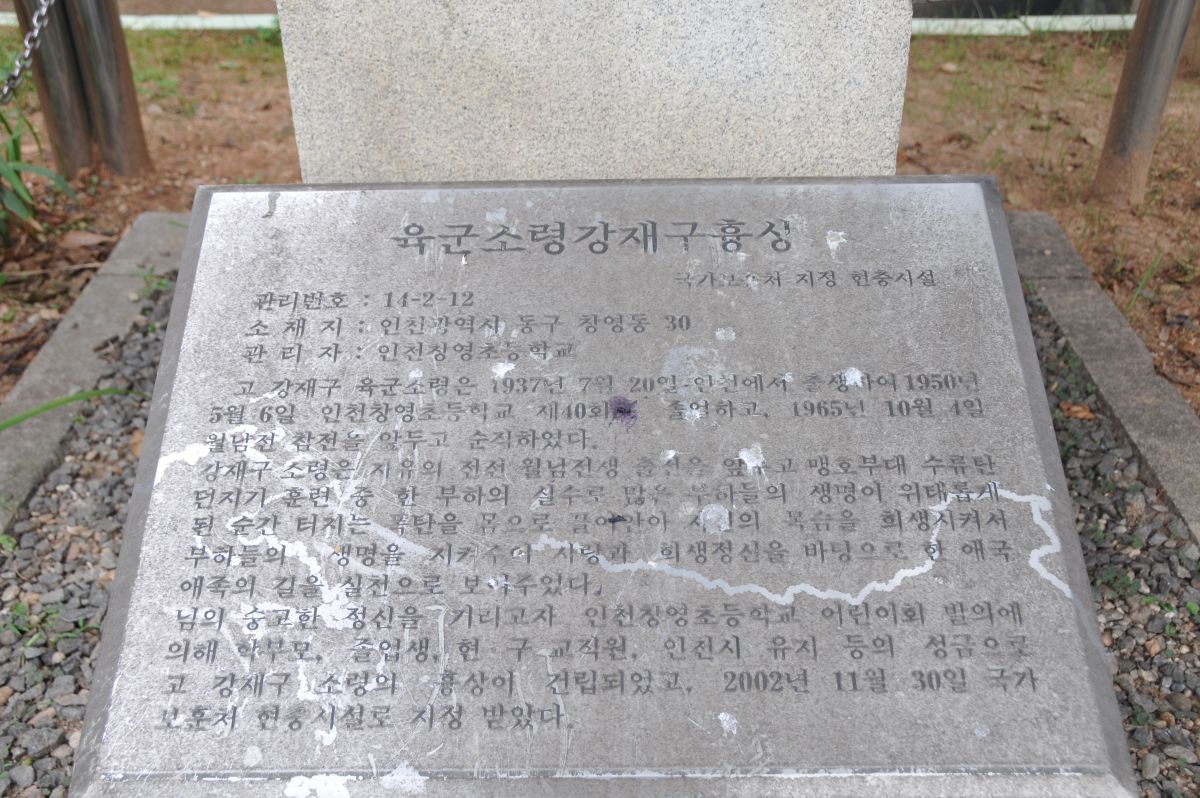 육군소령강재구흉상
국가보훈처 지정 현충시설
관리번호 : 14-2-12
소 재 지 : 인천광역시 동구 창영동 30
관 리 자 : 인천창영초등학교
고 강재구 육군소령은 1937년 7월 20일 인천에서 출생하여 1950년
5월 6일 인천창영초등학교 제40회로 졸업하고, 1965년 10월 4일
월남전 참전을 앞두고 순직하였다.
강재구 소령은 자유의 전선 월남전쟁 출전을 앞두고 맹호부대 수류탄
던지기 훈련 중 한 부하의 실수로 많은 부하들의 생명이 위태롭게
된 순간 터지는 폭탄을 몸으로 끌어안아 자신의 목숨을 희생시켜서
부하들의 생명을 지켜주어 사랑과 희생정신을 바탕으로 한 애국
애족의 길을 실천으로 보여주었다.
님의 숭고한 정신을 기리고자 인천창영초등학교 어린이회 발의에
의해 학부모, 졸업생, 현 구 교직원, 인천시 유지 등의 성금으로
고 강재구 소령의 흉상이 건립되었고, 2002년 11월 30일 국가
보훈처 현충시설로 지정 받았다.